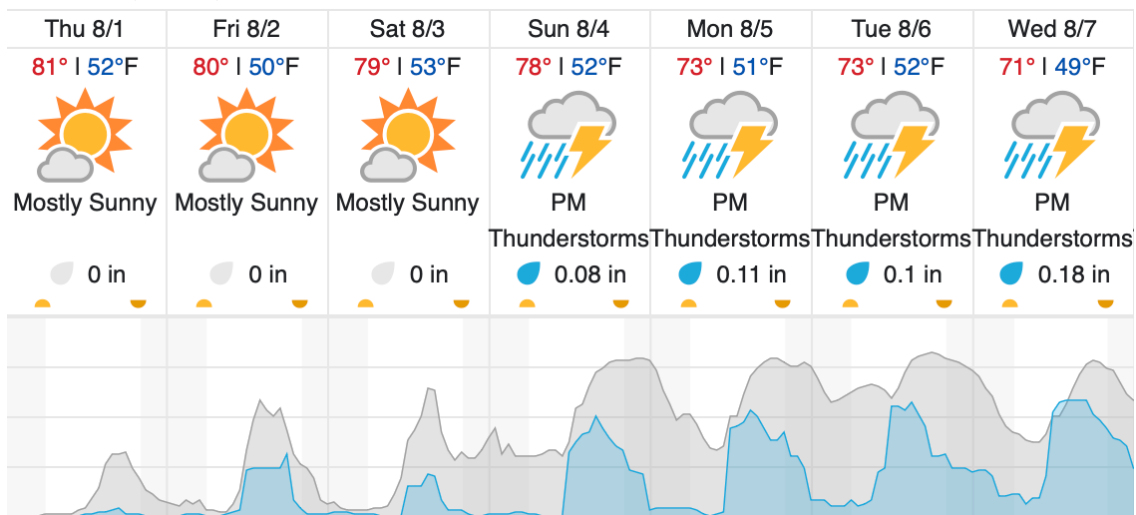 Thu 8/1 Fri 8/2 Sat 8/3 Sun 8/4 Mon 8/5 Tue 8/6 Wed 8/7
81° | 52°F 80° | 50°F 79° | 53°F 78° | 52°F 73° | 51°F 73° | 52°F 71° | 49°F
Mostly Sunny Mostly Sunny Mostly Sunny PM PM PM PM
Thunderstorms Thunderstorms Thunderstorms Thunderstorms
0 in 0 in 0 in 0.08 in 0.11 in 0.1 in 0.18 in